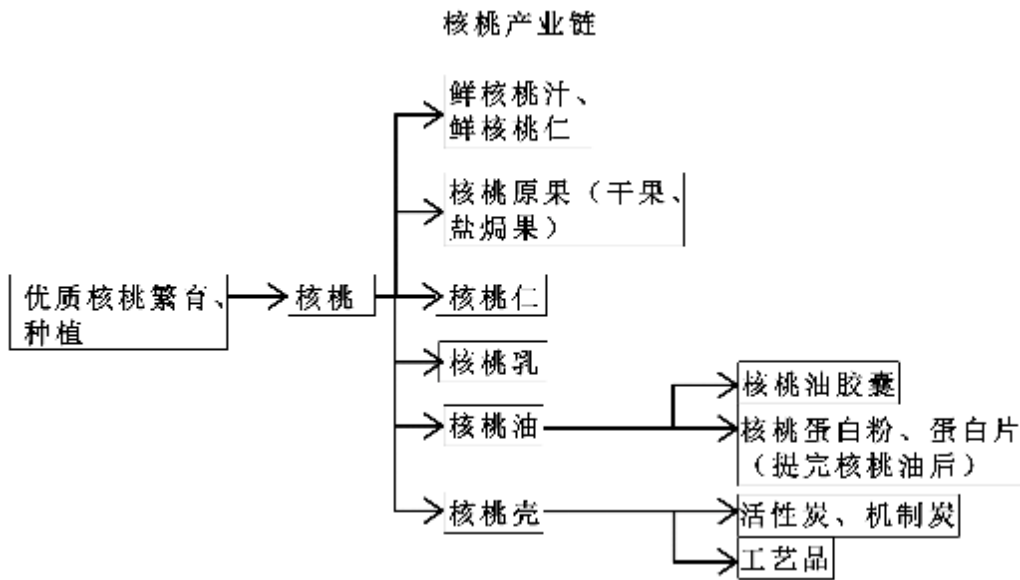 核桃产业链
鲜核桃汁、
鲜核桃仁
核桃原果（干果、
盐焗果）
优质核桃繁育、
种植
核桃
核桃仁
核桃乳
核桃油
核桃油胶囊
核桃蛋白粉、蛋白片
（提完核桃油后）
核桃壳
活性炭、机制炭
工艺品